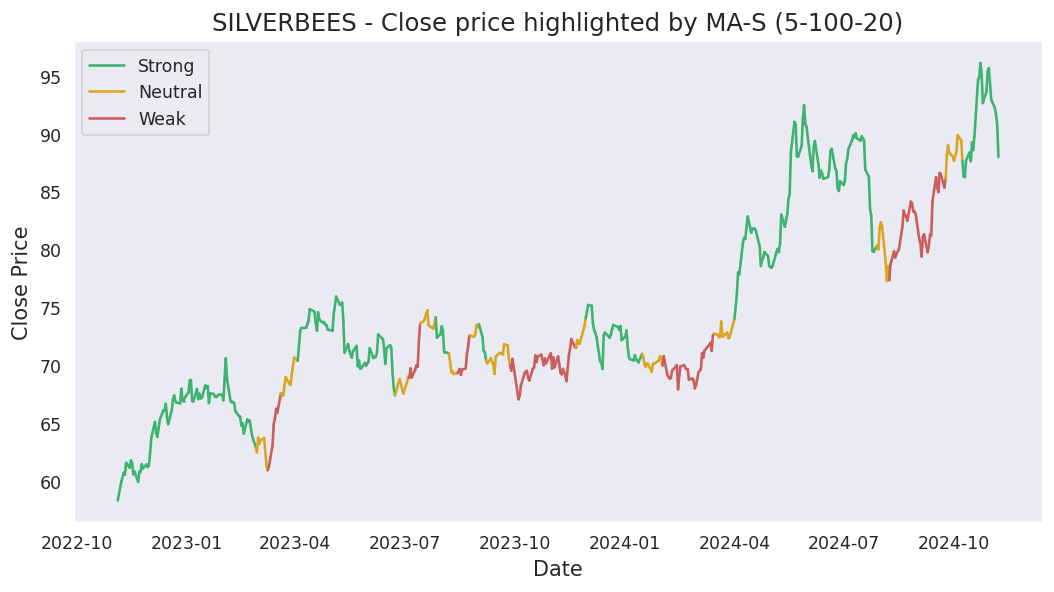 SILVERBEES - Close price highlighted by MA-S (5-100-20)
Strong
Neutral
Weak
Close Price
95
90
85
80
75
70
65
60
2022-10 2023-01 2023-04 2023-07 2023-10 2024-01 2024-04 2024-07 2024-10
Date